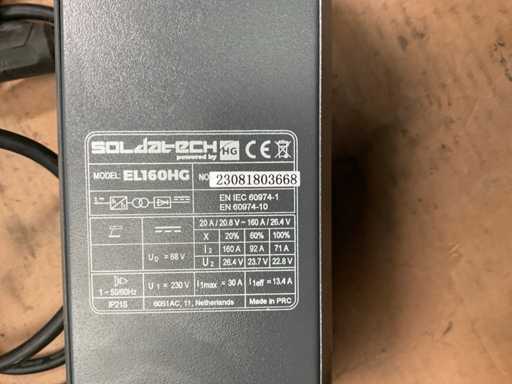 SOLDATECH
powered by HG CE
MODEL: EL160HG NO: 23081803668
1~
EN IEC 60974-1
EN 60974-10
20 A / 20.8 V ~ 160 A / 26.4 V
X 20% 60% 100%
I2 160 A 92 A 71 A
U0 = 68 V
U2 26.4 V 23.7 V 22.8 V
1 ~ 50/60Hz U1 = 230 V I1max = 30 A I1eff = 13.4 A
IP21S 6051AC, 11, Netherlands Made in PRC